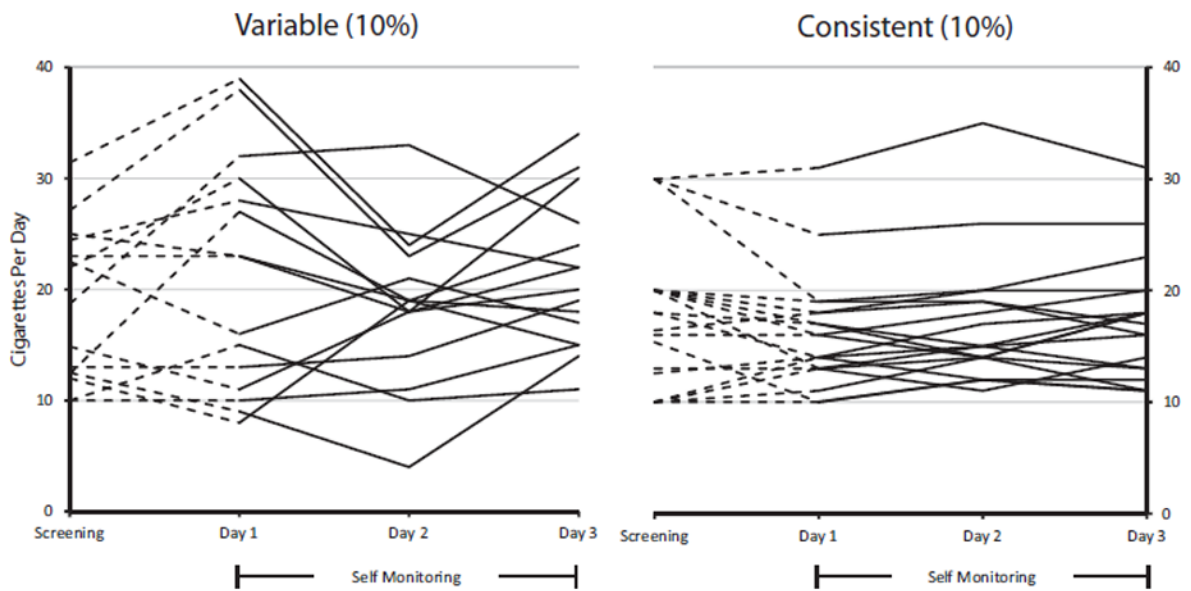 Variable (10%)
Consistent (10%)
Cigarettes Per Day
40
30
20
10
0
40
30
20
10
0
Screening Day 1 Day 2 Day 3
Screening Day 1 Day 2 Day 3
Self Monitoring
Self Monitoring